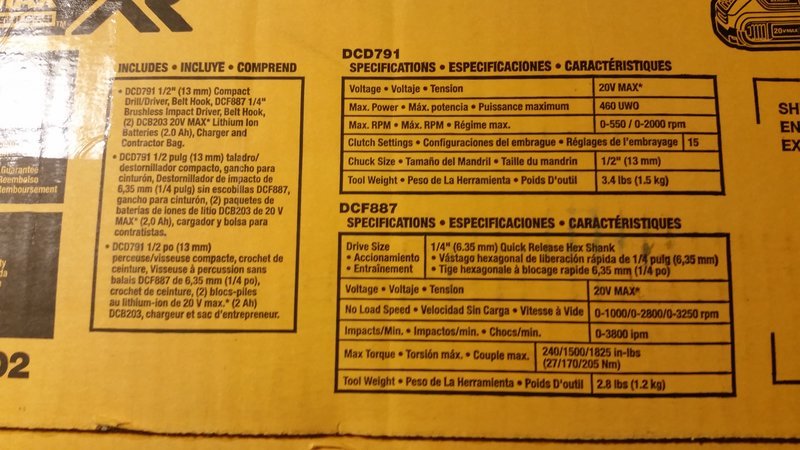 XR
INCLUDES • INCLUYE • COMPREND
• DCD791 1/2" (13 mm) Compact
Drill/Driver, Belt Hook, DCF887 1/4"
Brushless Impact Driver, Belt Hook,
(2) DCB203 20V MAX* Lithium Ion
Batteries (2.0 Ah), Charger and
Contractor Bag.
• DCD791 1/2 pulg (13 mm) taladro/
destornillador compacto, gancho para
cinturón, Destornillador de impacto de
6,35 mm (1/4 pulg) sin escobillas DCF887,
gancho para cinturón, (2) paquetes de
baterías de iones de litio DCB203 de 20 V
MAX* (2,0 Ah), cargador y bolsa para
contratistas.
• DCD791 1/2 po (13 mm)
perceuse/visseuse compacte, crochet de
ceinture, Visseuse à percussion sans
balais DCF887 de 6,35 mm (1/4 po),
crochet de ceinture, (2) blocs-piles
au lithium-ion de 20 V max.* (2 Ah)
DCB203, chargeur et sac d'entrepreneur.
Guarantee
Reembolso
Remboursement
02
DCD791
SPECIFICATIONS • ESPECIFICACIONES • CARACTÉRISTIQUES
Voltage • Voltaje • Tension 20V MAX*
Max. Power • Máx. potencia • Puissance maximum 460 UWO
Max. RPM • Máx. RPM • Régime max. 0-550 / 0-2000 rpm
Clutch Settings • Configuraciones del embrague • Réglages de l'embrayage 15
Chuck Size • Tamaño del Mandril • Taille du mandrin 1/2" (13 mm)
Tool Weight • Peso de La Herramienta • Poids D'outil 3.4 lbs (1.5 kg)
DCF887
SPECIFICATIONS • ESPECIFICACIONES • CARACTÉRISTIQUES
Drive Size 1/4" (6.35 mm) Quick Release Hex Shank
• Accionamiento • Vástago hexagonal de liberación rápida de 1/4 pulg (6,35 mm)
• Entraînement • Tige hexagonale à blocage rapide 6,35 mm (1/4 po)
Voltage • Voltaje • Tension 20V MAX*
No Load Speed • Velocidad Sin Carga • Vitesse à Vide 0-1000/0-2800/0-3250 rpm
Impacts/Min. • Impactos/min. • Chocs/min. 0-3800 ipm
Max Torque • Torsión máx. • Couple max. 240/1500/1825 in-lbs
(27/170/205 Nm)
Tool Weight • Peso de La Herramienta • Poids D'outil 2.8 lbs (1.2 kg)
20V MAX
SH
EN
EX